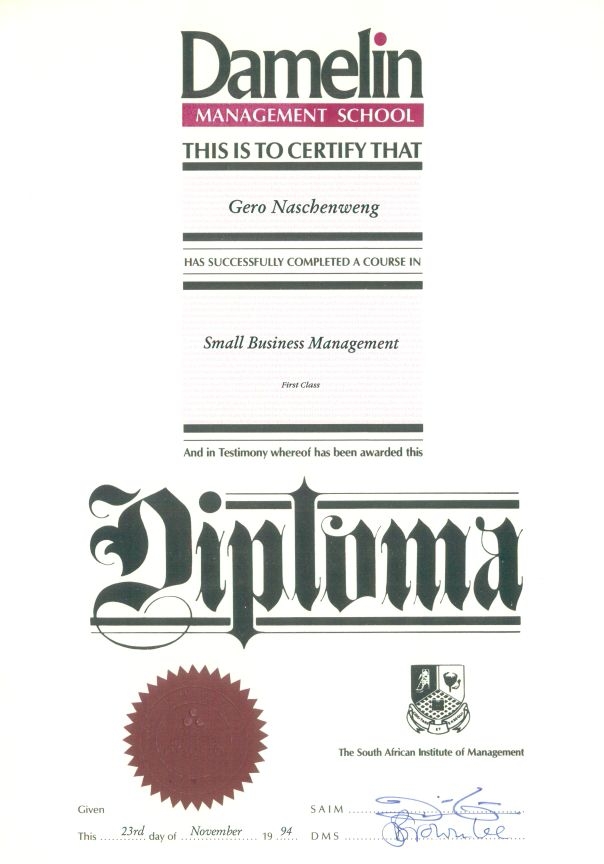 Damelin
MANAGEMENT SCHOOL
THIS IS TO CERTIFY THAT
Gero Naschenweng
HAS SUCCESSFULLY COMPLETED A COURSE IN
Small Business Management
First Class
And in Testimony whereof has been awarded this
Diploma
The South African Institute of Management
Given
This 23rd day of November 19 94
SAIM
DMS Brownlee